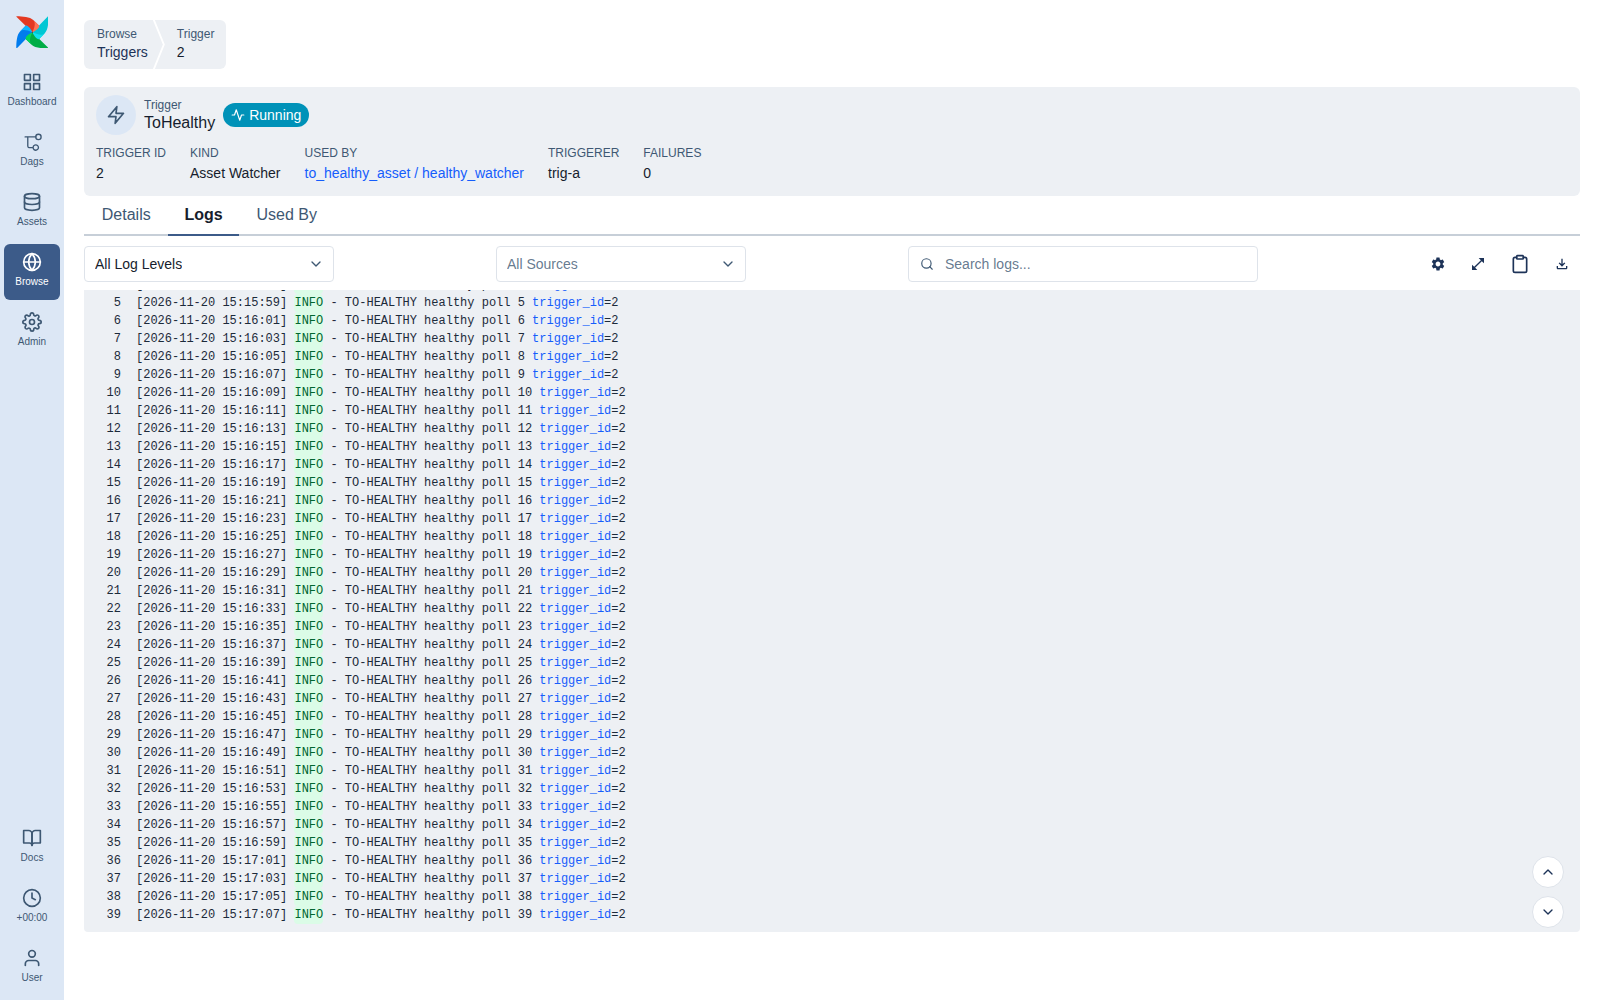 Browse
Triggers
Trigger
2
Dashboard
Dags
Assets
Browse
Admin
Docs
+00:00
User
Trigger
ToHealthy
Running
TRIGGER ID
2
KIND
Asset Watcher
USED BY
to_healthy_asset / healthy_watcher
TRIGGERER
trig-a
FAILURES
0
Details
Logs
Used By
All Log Levels
All Sources
Search logs...
5 [2026-11-20 15:15:59] INFO - TO-HEALTHY healthy poll 5 trigger_id=2
6 [2026-11-20 15:16:01] INFO - TO-HEALTHY healthy poll 6 trigger_id=2
7 [2026-11-20 15:16:03] INFO - TO-HEALTHY healthy poll 7 trigger_id=2
8 [2026-11-20 15:16:05] INFO - TO-HEALTHY healthy poll 8 trigger_id=2
9 [2026-11-20 15:16:07] INFO - TO-HEALTHY healthy poll 9 trigger_id=2
10 [2026-11-20 15:16:09] INFO - TO-HEALTHY healthy poll 10 trigger_id=2
11 [2026-11-20 15:16:11] INFO - TO-HEALTHY healthy poll 11 trigger_id=2
12 [2026-11-20 15:16:13] INFO - TO-HEALTHY healthy poll 12 trigger_id=2
13 [2026-11-20 15:16:15] INFO - TO-HEALTHY healthy poll 13 trigger_id=2
14 [2026-11-20 15:16:17] INFO - TO-HEALTHY healthy poll 14 trigger_id=2
15 [2026-11-20 15:16:19] INFO - TO-HEALTHY healthy poll 15 trigger_id=2
16 [2026-11-20 15:16:21] INFO - TO-HEALTHY healthy poll 16 trigger_id=2
17 [2026-11-20 15:16:23] INFO - TO-HEALTHY healthy poll 17 trigger_id=2
18 [2026-11-20 15:16:25] INFO - TO-HEALTHY healthy poll 18 trigger_id=2
19 [2026-11-20 15:16:27] INFO - TO-HEALTHY healthy poll 19 trigger_id=2
20 [2026-11-20 15:16:29] INFO - TO-HEALTHY healthy poll 20 trigger_id=2
21 [2026-11-20 15:16:31] INFO - TO-HEALTHY healthy poll 21 trigger_id=2
22 [2026-11-20 15:16:33] INFO - TO-HEALTHY healthy poll 22 trigger_id=2
23 [2026-11-20 15:16:35] INFO - TO-HEALTHY healthy poll 23 trigger_id=2
24 [2026-11-20 15:16:37] INFO - TO-HEALTHY healthy poll 24 trigger_id=2
25 [2026-11-20 15:16:39] INFO - TO-HEALTHY healthy poll 25 trigger_id=2
26 [2026-11-20 15:16:41] INFO - TO-HEALTHY healthy poll 26 trigger_id=2
27 [2026-11-20 15:16:43] INFO - TO-HEALTHY healthy poll 27 trigger_id=2
28 [2026-11-20 15:16:45] INFO - TO-HEALTHY healthy poll 28 trigger_id=2
29 [2026-11-20 15:16:47] INFO - TO-HEALTHY healthy poll 29 trigger_id=2
30 [2026-11-20 15:16:49] INFO - TO-HEALTHY healthy poll 30 trigger_id=2
31 [2026-11-20 15:16:51] INFO - TO-HEALTHY healthy poll 31 trigger_id=2
32 [2026-11-20 15:16:53] INFO - TO-HEALTHY healthy poll 32 trigger_id=2
33 [2026-11-20 15:16:55] INFO - TO-HEALTHY healthy poll 33 trigger_id=2
34 [2026-11-20 15:16:57] INFO - TO-HEALTHY healthy poll 34 trigger_id=2
35 [2026-11-20 15:16:59] INFO - TO-HEALTHY healthy poll 35 trigger_id=2
36 [2026-11-20 15:17:01] INFO - TO-HEALTHY healthy poll 36 trigger_id=2
37 [2026-11-20 15:17:03] INFO - TO-HEALTHY healthy poll 37 trigger_id=2
38 [2026-11-20 15:17:05] INFO - TO-HEALTHY healthy poll 38 trigger_id=2
39 [2026-11-20 15:17:07] INFO - TO-HEALTHY healthy poll 39 trigger_id=2